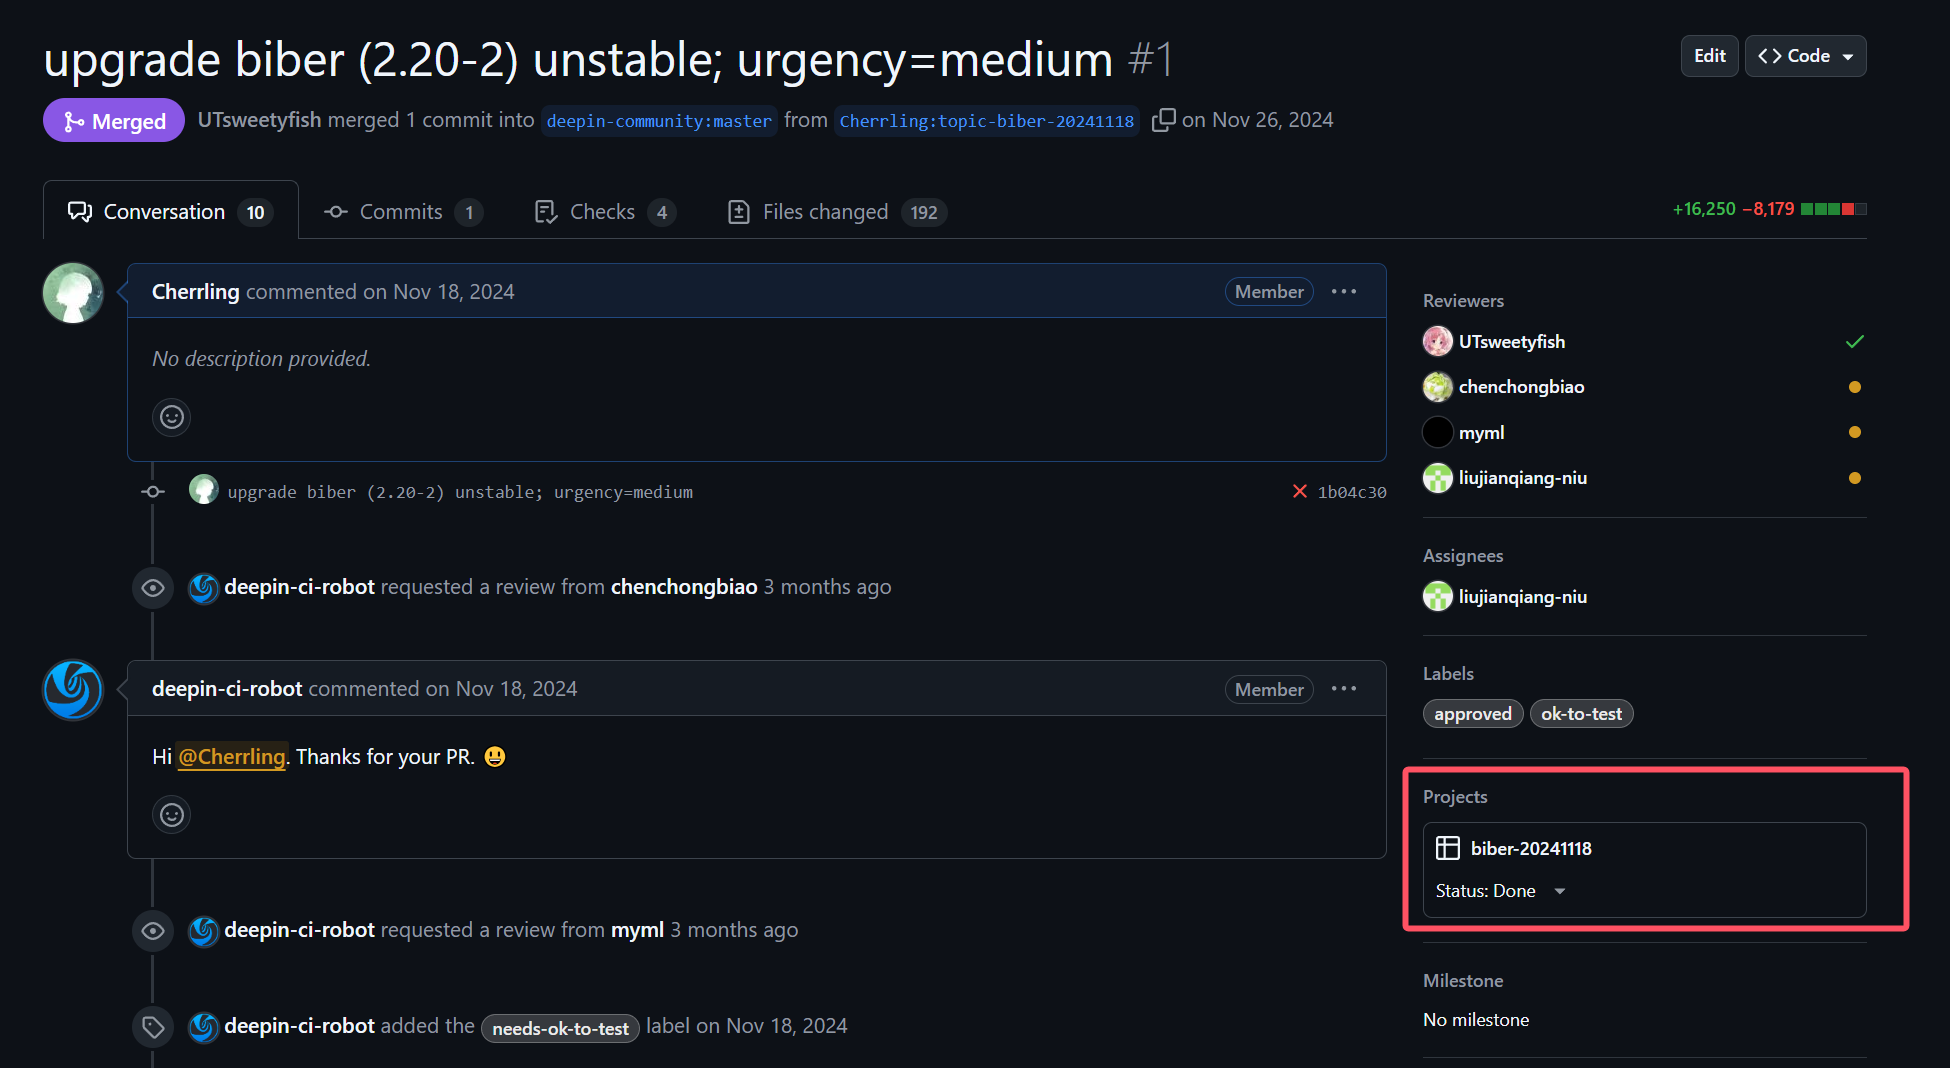 upgrade biber (2.20-2) unstable; urgency=medium #1
Edit
Code
Merged
UTsweetyfish merged 1 commit into deepin-community:master from Cherrling:topic-biber-20241118 on Nov 26, 2024
Conversation 10
Commits 1
Checks 4
Files changed 192
+16,250 −8,179
Cherrling commented on Nov 18, 2024
Member
No description provided.
upgrade biber (2.20-2) unstable; urgency=medium
1b04c30
deepin-ci-robot requested a review from chenchongbiao 3 months ago
deepin-ci-robot commented on Nov 18, 2024
Member
Hi @Cherrling. Thanks for your PR. 😃
deepin-ci-robot requested a review from myml 3 months ago
deepin-ci-robot added the needs-ok-to-test label on Nov 18, 2024
Reviewers
UTsweetyfish
chenchongbiao
myml
liujianqiang-niu
Assignees
liujianqiang-niu
Labels
approved ok-to-test
Projects
biber-20241118
Status: Done
Milestone
No milestone